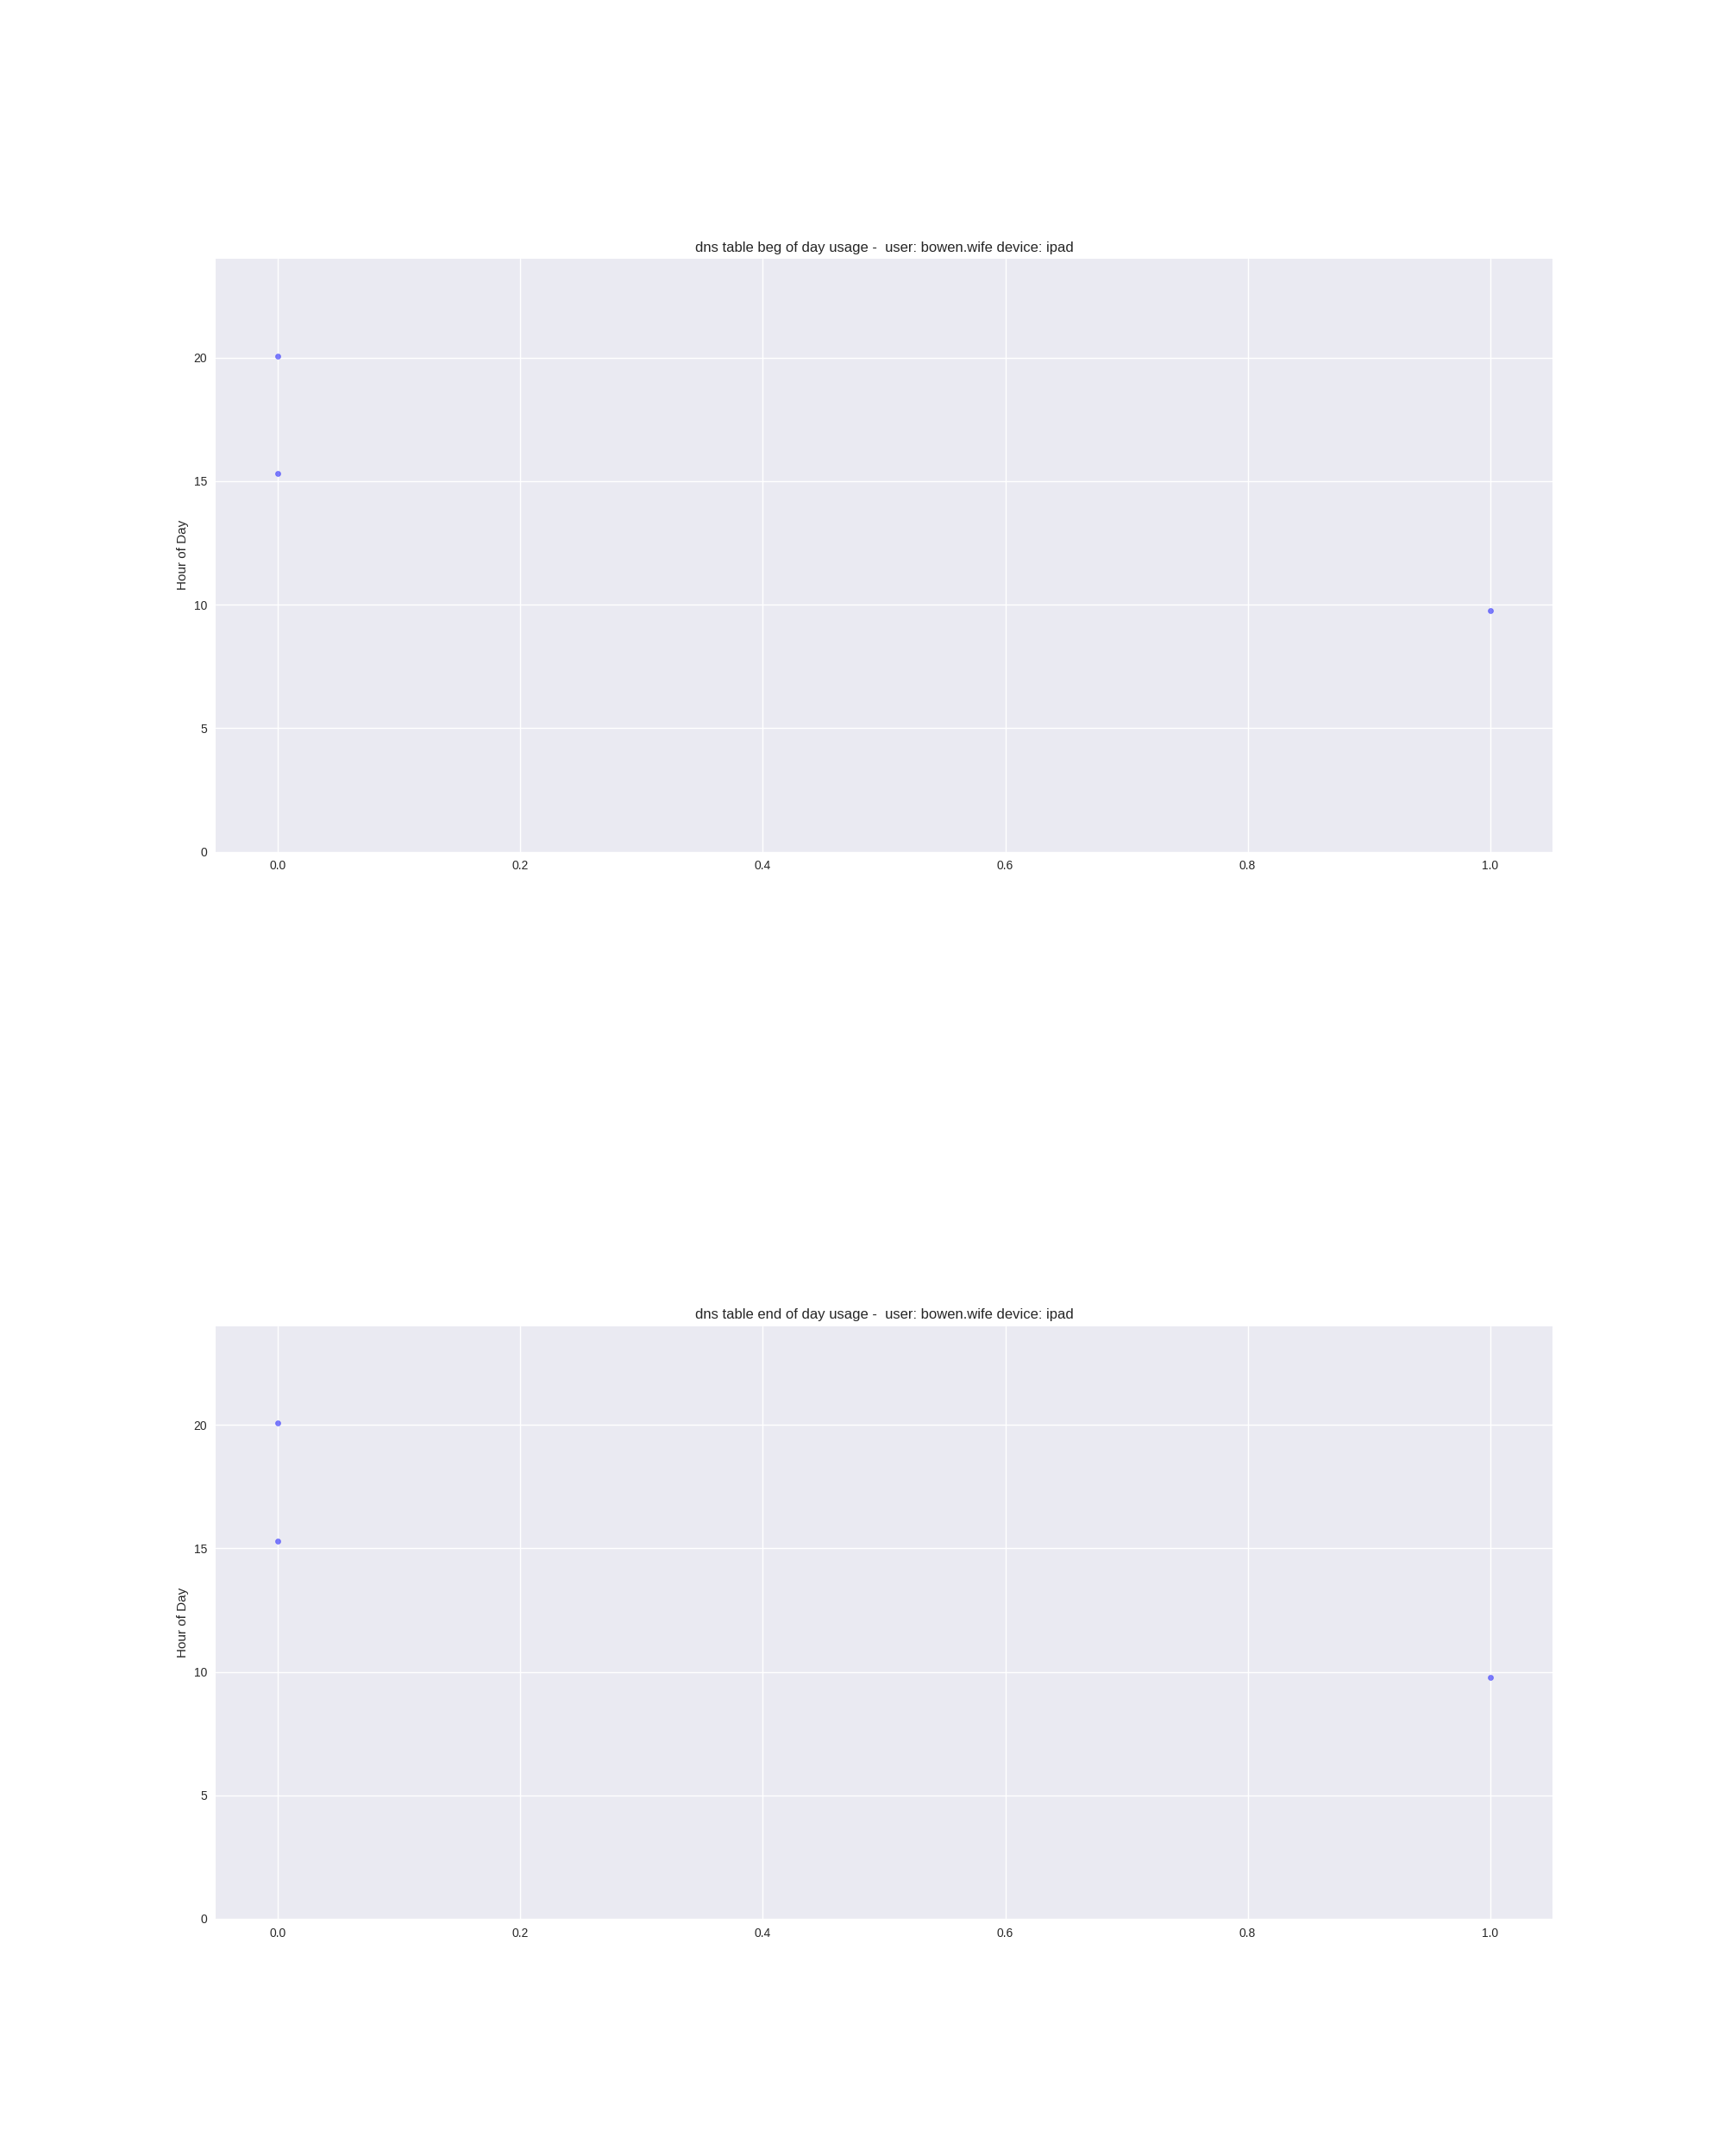 dns table beg of day usage -  user: bowen.wife device: ipad
20
15
Hour of Day
10
5
0
0.0 0.2 0.4 0.6 0.8 1.0
dns table end of day usage -  user: bowen.wife device: ipad
20
15
Hour of Day
10
5
0
0.0 0.2 0.4 0.6 0.8 1.0